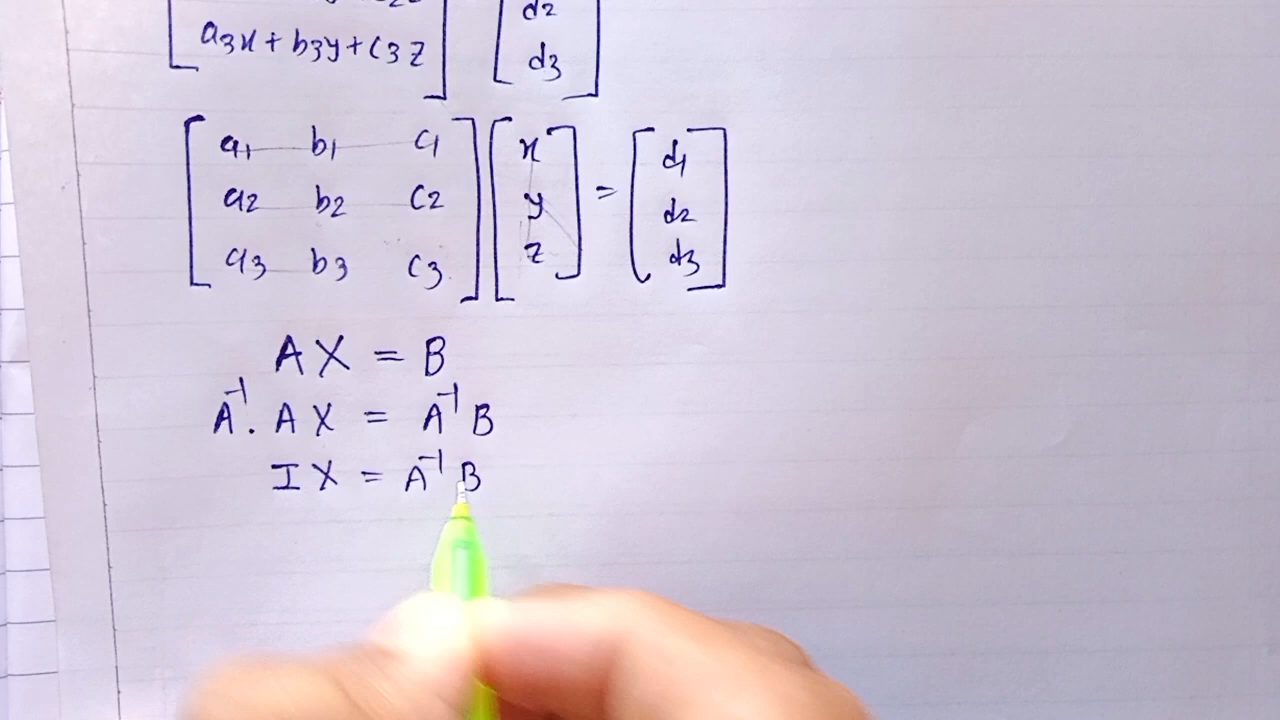 d2
a3x + b3y + c3z d3
a1 b1 c1 x d1
a2 b2 c2 y = d2
a3 b3 c3 z d3
AX = B
A⁻¹. AX = A⁻¹B
IX = A⁻¹B